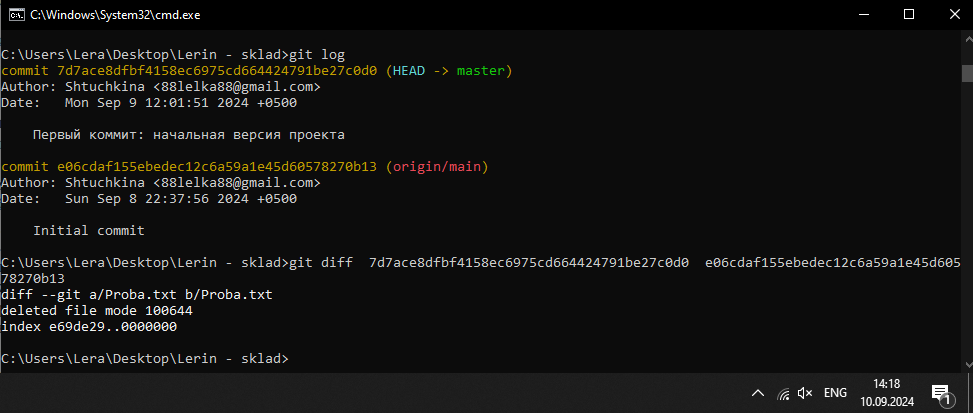 C:\Windows\System32\cmd.exe
C:\Users\Lera\Desktop\Lerin - sklad>git log
commit 7d7ace8dfbf4158ec6975cd664424791be27c0d0 (HEAD -> master)
Author: Shtuchkina <88lelka88@gmail.com>
Date:   Mon Sep 9 12:01:51 2024 +0500
Первый коммит: начальная версия проекта
commit e06cdaf155ebedec12c6a59a1e45d60578270b13 (origin/main)
Author: Shtuchkina <88lelka88@gmail.com>
Date:   Sun Sep 8 22:37:56 2024 +0500
Initial commit
C:\Users\Lera\Desktop\Lerin - sklad>git diff  7d7ace8dfbf4158ec6975cd664424791be27c0d0  e06cdaf155ebedec12c6a59a1e45d605
78270b13
diff --git a/Proba.txt b/Proba.txt
deleted file mode 100644
index e69de29..0000000
C:\Users\Lera\Desktop\Lerin - sklad>
ENG
14:18
10.09.2024
1